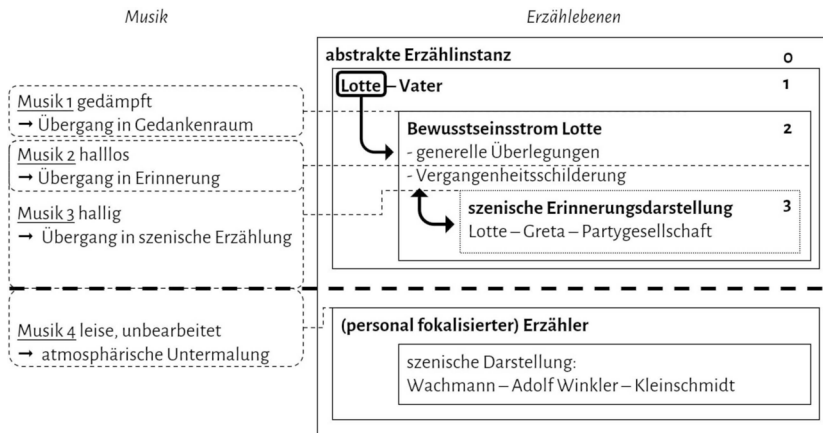 Musik
Erzählebenen
abstrakte Erzählinstanz 0
Lotte – Vater 1
Musik 1 gedämpft
→ Übergang in Gedankenraum
Bewusstseinsstrom Lotte 2
- generelle Überlegungen
Musik 2 halllos
→ Übergang in Erinnerung
- Vergangenheitsschilderung
Musik 3 hallig
→ Übergang in szenische Erzählung
szenische Erinnerungsdarstellung 3
Lotte – Greta – Partygesellschaft
Musik 4 leise, unbearbeitet
→ atmosphärische Untermalung
(personal fokalisierter) Erzähler
szenische Darstellung:
Wachmann – Adolf Winkler – Kleinschmidt